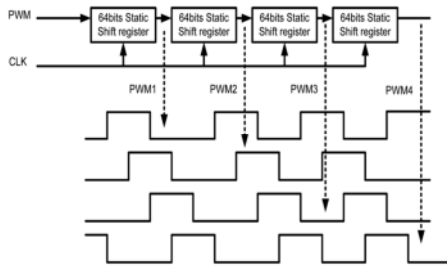 PWM
64bits Static
Shift register
64bits Static
Shift register
64bits Static
Shift register
64bits Static
Shift register
CLK
PWM1
PWM2
PWM3
PWM4